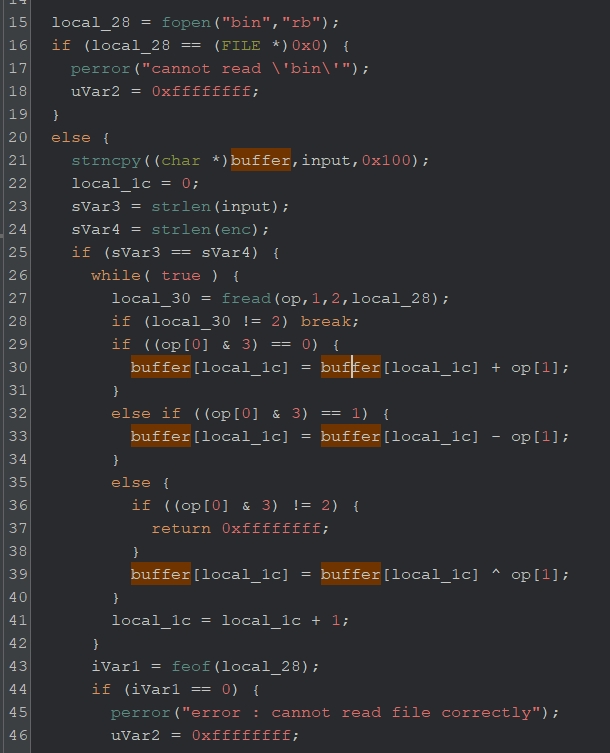 14
15 local_28 = fopen("bin","rb");
16 if (local_28 == (FILE *)0x0) {
17 perror("cannot read \'bin\'");
18 uVar2 = 0xffffffff;
19 }
20 else {
21 strncpy((char *)buffer,input,0x100);
22 local_1c = 0;
23 sVar3 = strlen(input);
24 sVar4 = strlen(enc);
25 if (sVar3 == sVar4) {
26 while( true ) {
27 local_30 = fread(op,1,2,local_28);
28 if (local_30 != 2) break;
29 if ((op[0] & 3) == 0) {
30 buffer[local_1c] = buffer[local_1c] + op[1];
31 }
32 else if ((op[0] & 3) == 1) {
33 buffer[local_1c] = buffer[local_1c] - op[1];
34 }
35 else {
36 if ((op[0] & 3) != 2) {
37 return 0xffffffff;
38 }
39 buffer[local_1c] = buffer[local_1c] ^ op[1];
40 }
41 local_1c = local_1c + 1;
42 }
43 iVar1 = feof(local_28);
44 if (iVar1 == 0) {
45 perror("error : cannot read file correctly");
46 uVar2 = 0xffffffff;